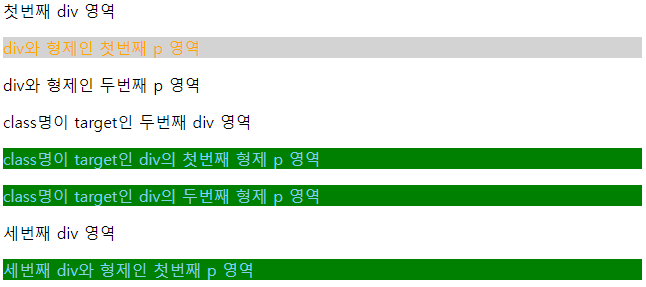 첫번째 div 영역
div와 형제인 첫번째 p 영역
div와 형제인 두번째 p 영역
class명이 target인 두번째 div 영역
class명이 target인 div의 첫번째 형제 p 영역
class명이 target인 div의 두번째 형제 p 영역
세번째 div 영역
세번째 div와 형제인 첫번째 p 영역